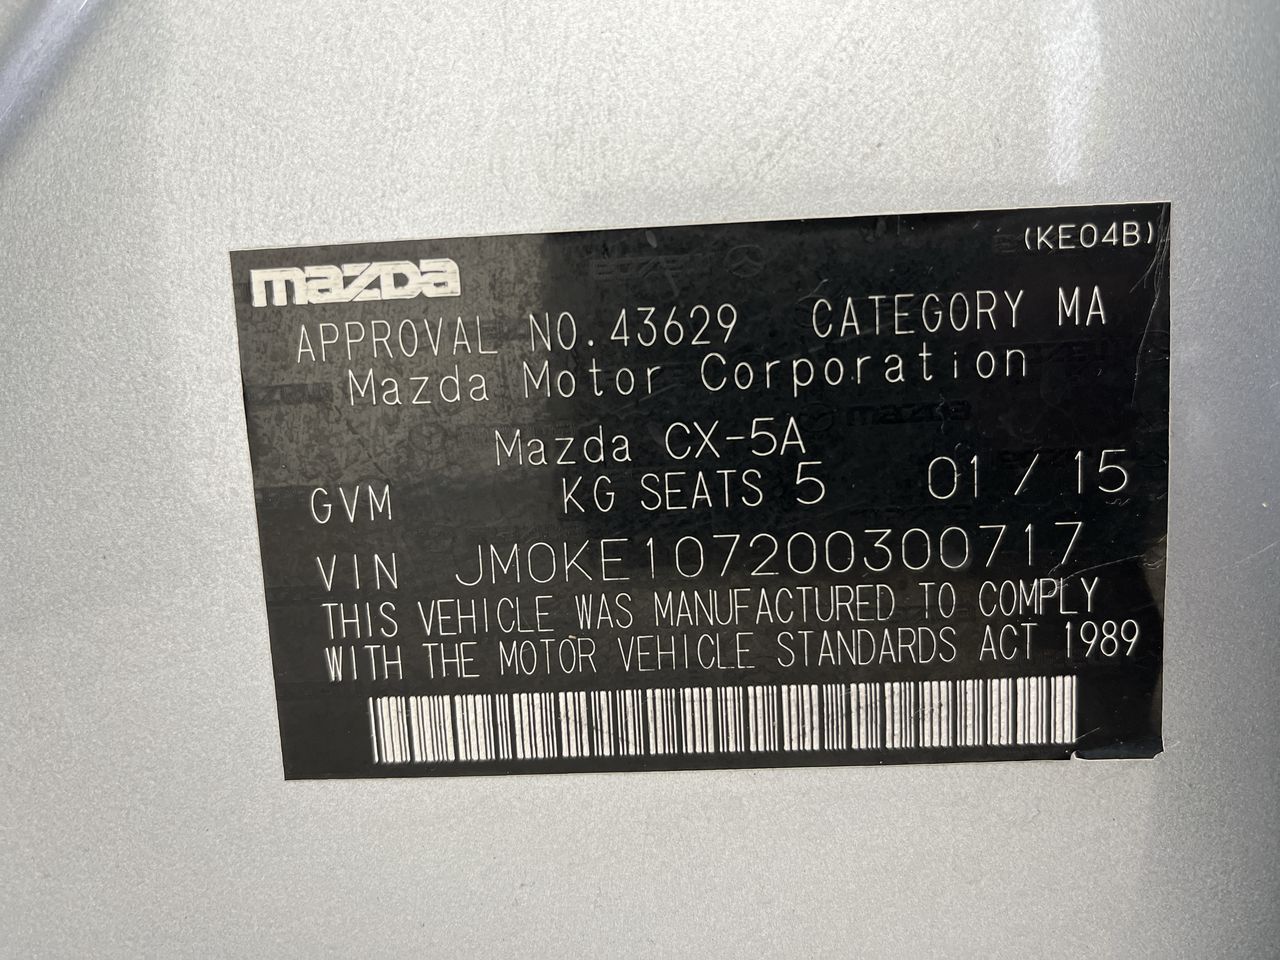 (KE04B)
mazda
APPROVAL NO.43629 CATEGORY MA
Mazda Motor Corporation
Mazda CX-5A
GVM KG SEATS 5 01/15
VIN JM0KE107200300717
THIS VEHICLE WAS MANUFACTURED TO COMPLY
WITH THE MOTOR VEHICLE STANDARDS ACT 1989